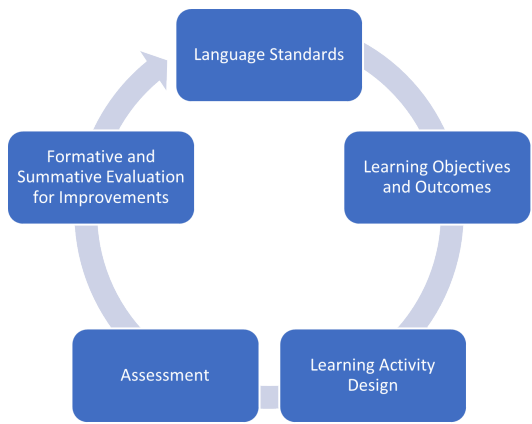 Language Standards
Learning Objectives
and Outcomes
Learning Activity
Design
Assessment
Formative and
Summative Evaluation
for Improvements